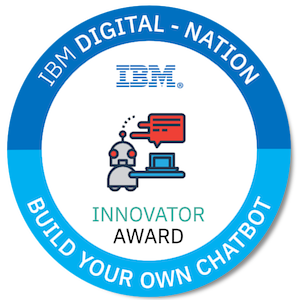 IBM DIGITAL - NATION
IBM®
INNOVATOR
AWARD
BUILD YOUR OWN CHATBOT